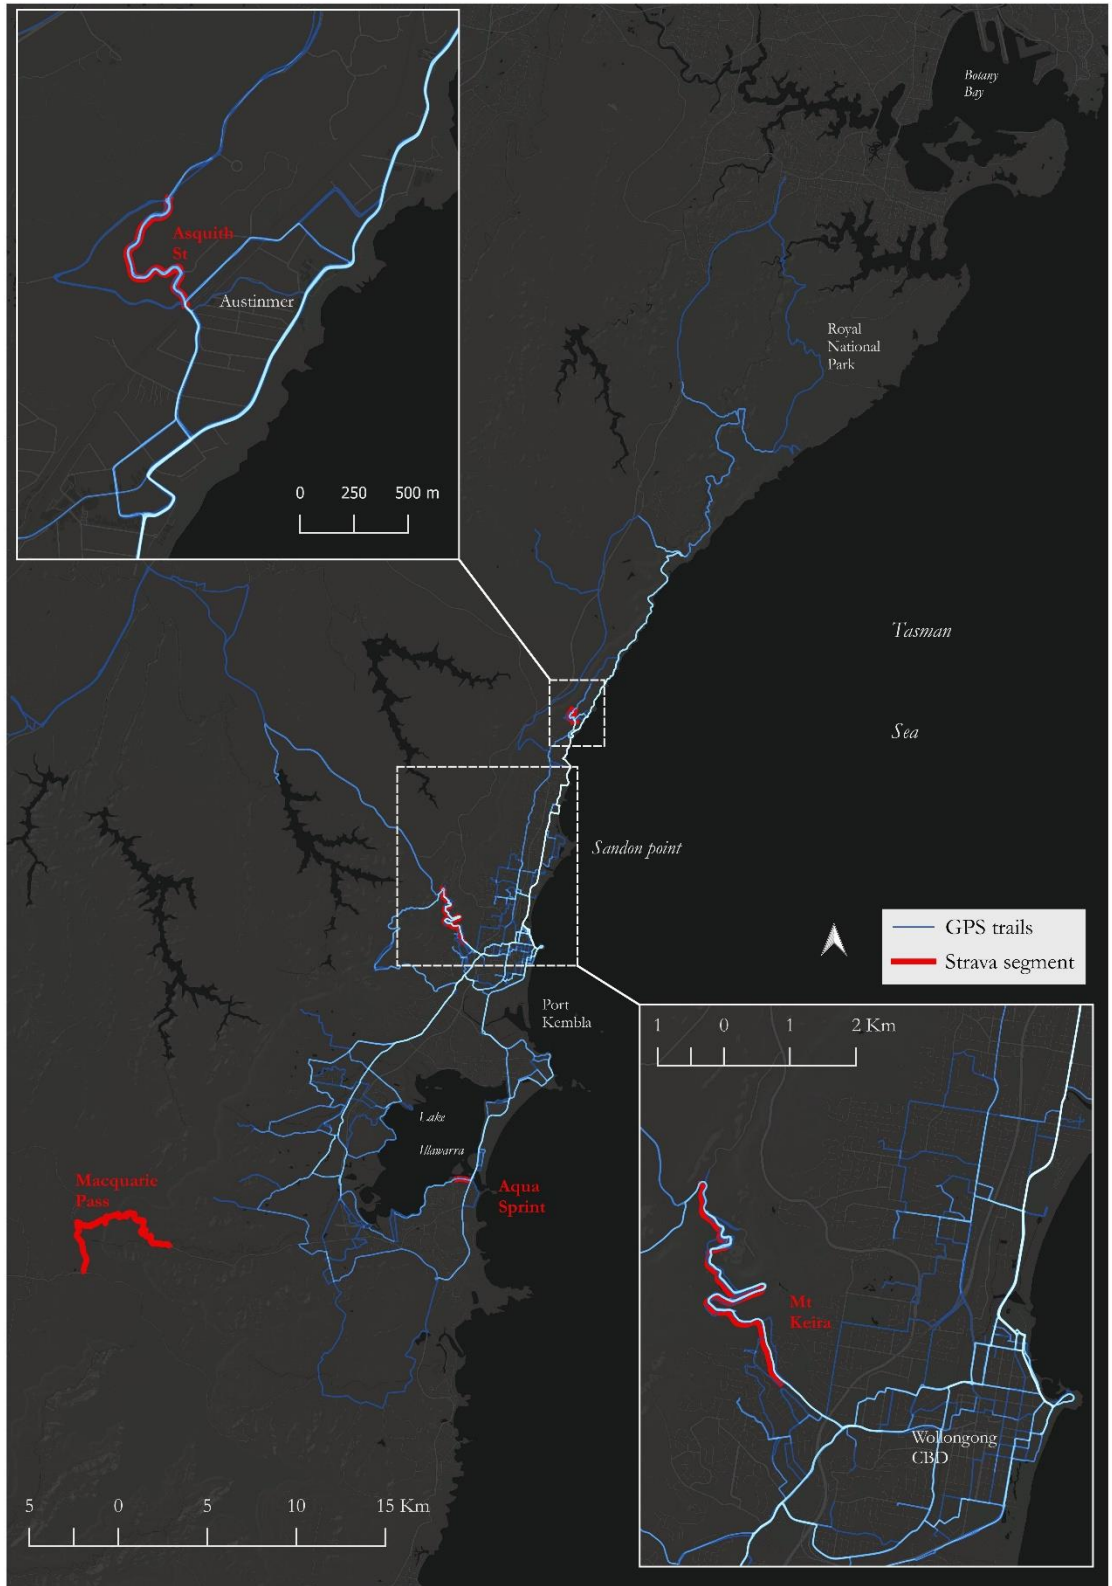 Botany
Bay
Asquith
St
Austinmer
0 250 500 m
Royal
National
Park
Tasman
Sea
Sandon point
GPS trails
Strava segment
Port
Kembla
Lake
Illawarra
Macquarie
Pass
Aqua
Sprint
1 0 1 2 Km
Mt
Keira
Wollongong
CBD
5 0 5 10 15 Km